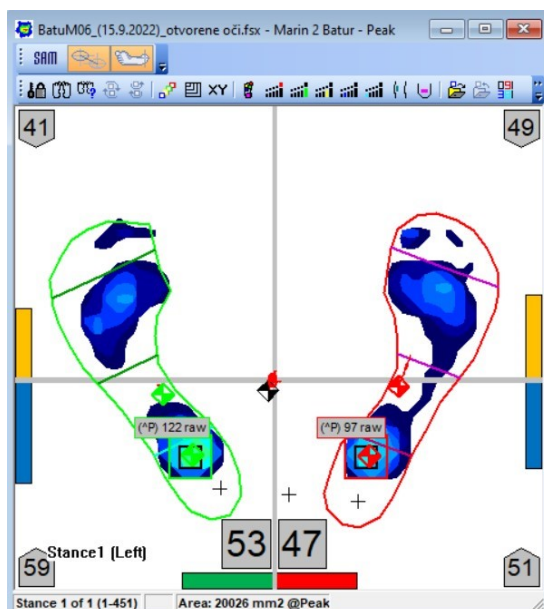 BatuM06_(15.9.2022)_otvorene oči.fsx - Marin 2 Batur - Peak
SAM
XY
41
49
(^P) 122 raw
(^P) 97 raw
53
47
Stance1 (Left)
59
51
Stance 1 of 1 (1-451)
Area: 20026 mm2 @Peak